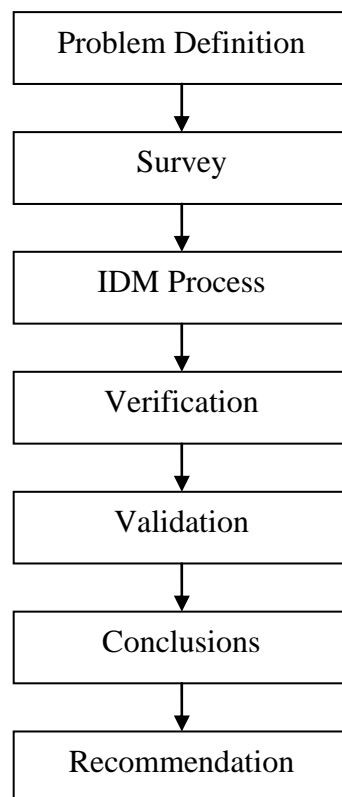 Problem Definition
Survey
IDM Process
Verification
Validation
Conclusions
Recommendation